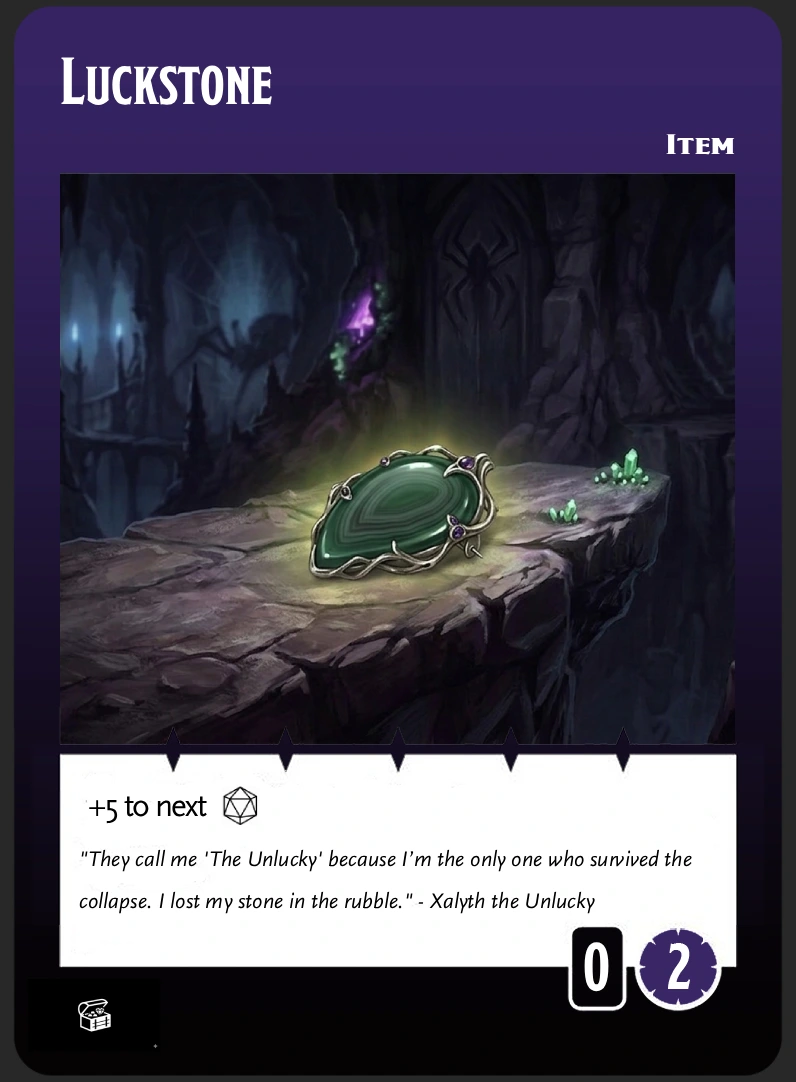 Luckstone
Item
+5 to next
"They call me 'The Unlucky' because I’m the only one who survived the
collapse. I lost my stone in the rubble." - Xalyth the Unlucky
0 2